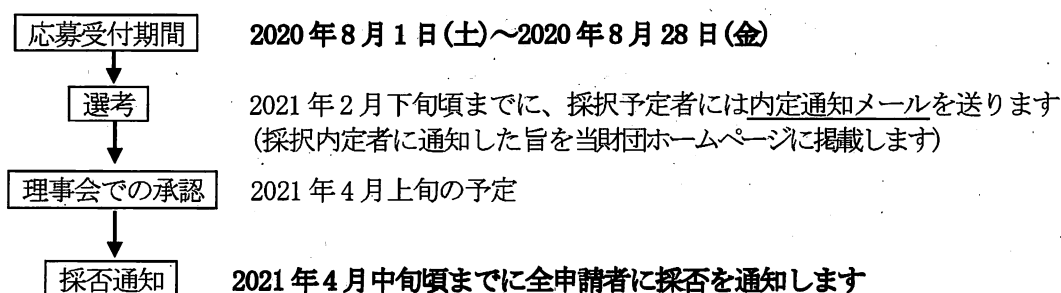 応募受付期間 2020年8月1日(土)~2020年8月28日(金)
選考 2021年2月下旬頃までに、採択予定者には内定通知メールを送ります
(採択内定者に通知した旨を当財団ホームページに掲載します)
理事会での承認 2021年4月上旬の予定
採否通知 2021年4月中旬頃までに全申請者に採否を通知します